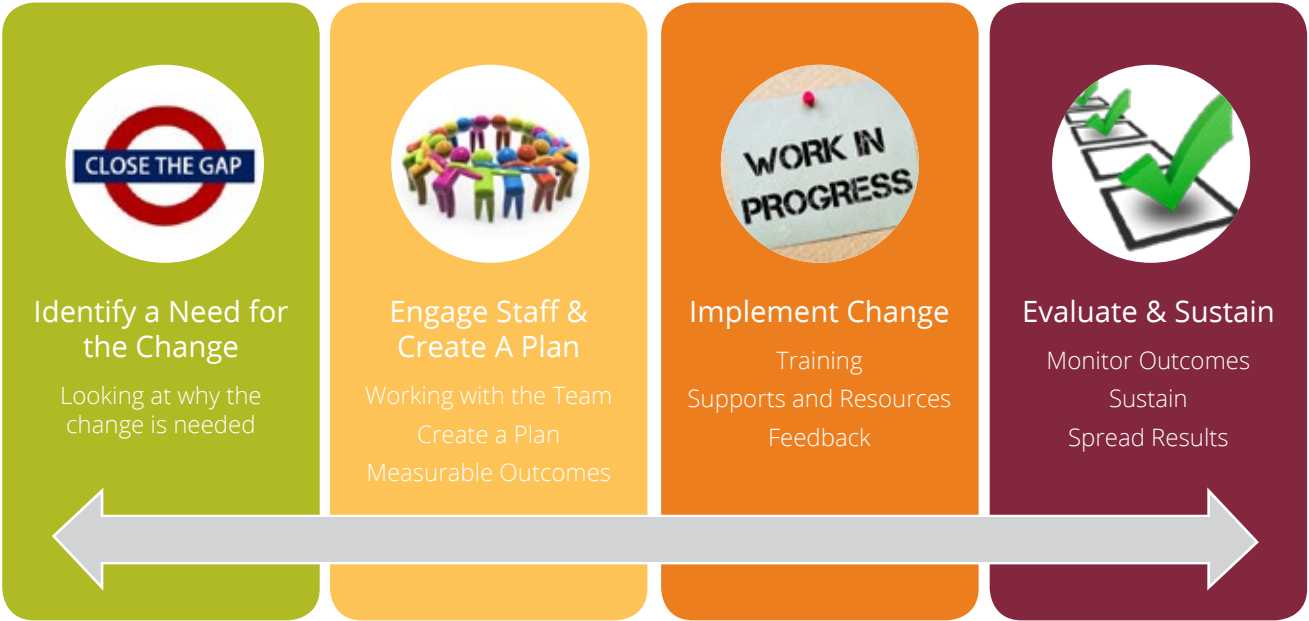 CLOSE THE GAP
Identify a Need for
the Change
Looking at why the
change is needed
Engage Staff &
Create A Plan
Working with the Team
Create a Plan
Measurable Outcomes
WORK IN
PROGRESS
Implement Change
Training
Supports and Resources
Feedback
Evaluate & Sustain
Monitor Outcomes
Sustain
Spread Results